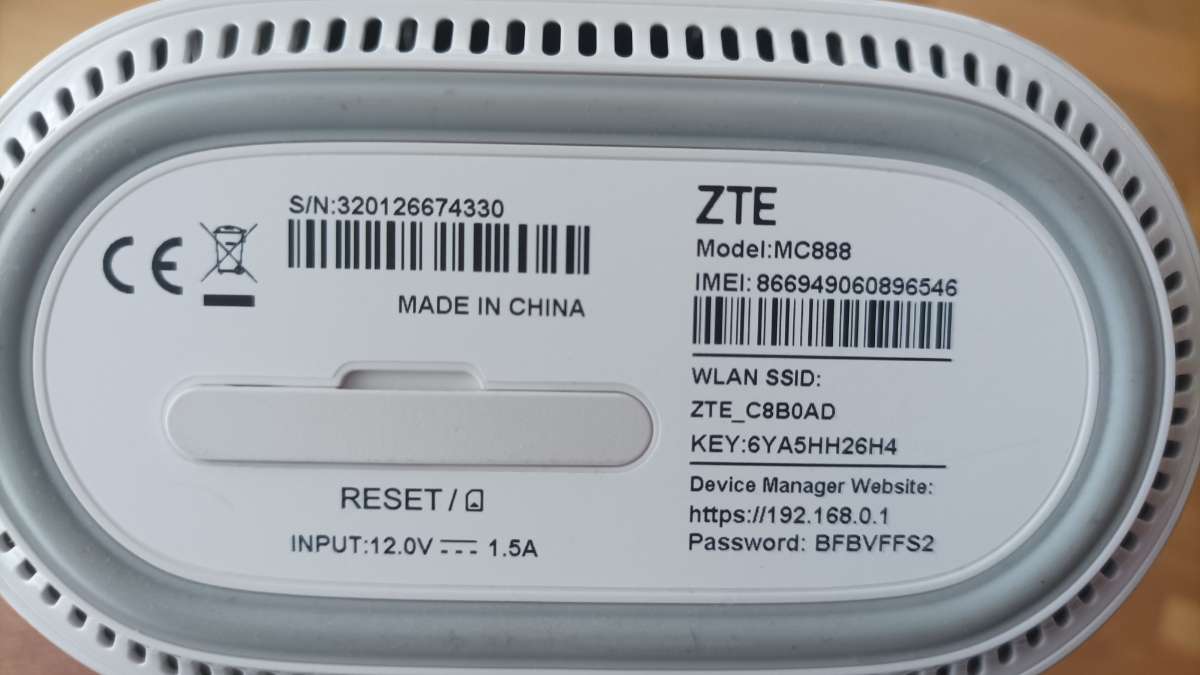 S/N:320126674330
CE
MADE IN CHINA
RESET /
INPUT:12.0V 1.5A
ZTE
Model:MC888
IMEI: 866949060896546
WLAN SSID:
ZTE_C8B0AD
KEY:6YA5HH26H4
Device Manager Website:
https://192.168.0.1
Password: BFBVFFS2